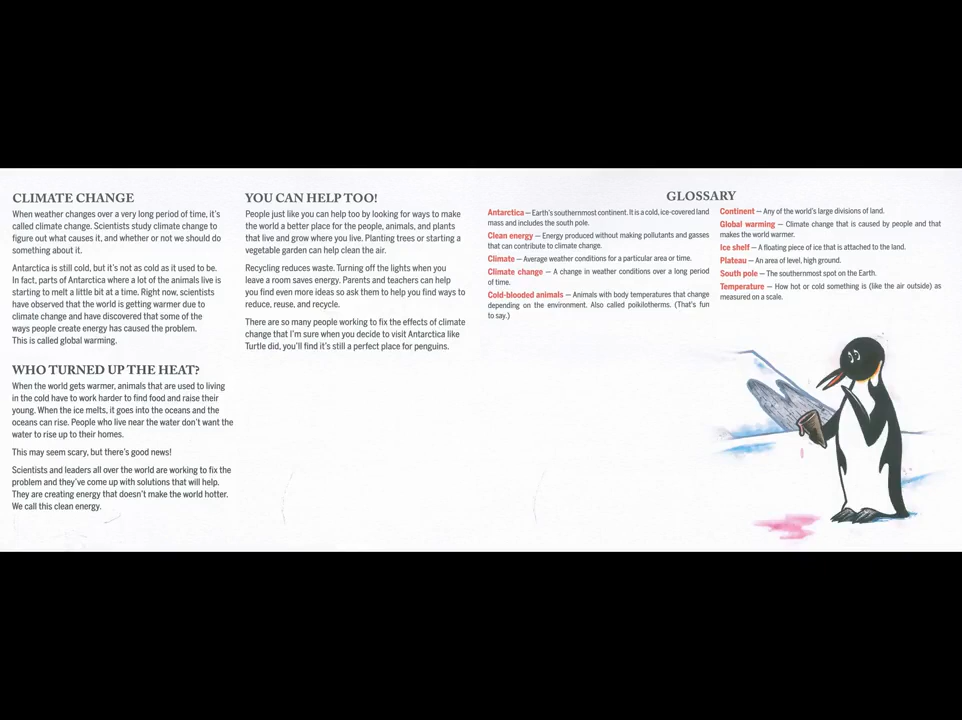 CLIMATE CHANGE
When weather changes over a very long period of time, it's
called climate change. Scientists study climate change to
figure out what causes it, and whether or not we should do
something about it.
Antarctica is still cold, but it's not as cold as it used to be.
In fact, parts of Antarctica where a lot of the animals live is
starting to melt a little bit at a time. Right now, scientists
have observed that the world is getting warmer due to
climate change and have discovered that some of the
ways people create energy has caused the problem.
This is called global warming.
WHO TURNED UP THE HEAT?
When the world gets warmer, animals that are used to living
in the cold have to work harder to find food and raise their
young. When the ice melts, it goes into the oceans and the
oceans can rise. People who live near the water don't want the
water to rise up to their homes.
This may seem scary, but there's good news!
Scientists and leaders all over the world are working to fix the
problem and they've come up with solutions that will help.
They are creating energy that doesn't make the world hotter.
We call this clean energy.
YOU CAN HELP TOO!
People just like you can help too by looking for ways to make
the world a better place for the people, animals, and plants
that live and grow where you live. Planting trees or starting a
vegetable garden can help clean the air.
Recycling reduces waste. Turning off the lights when you
leave a room saves energy. Parents and teachers can help
you find even more ideas so ask them to help you find ways to
reduce, reuse, and recycle.
There are so many people working to fix the effects of climate
change that I'm sure when you decide to visit Antarctica like
Turtle did, you'll find it's still a perfect place for penguins.
GLOSSARY
Antarctica — Earth's southernmost continent. It is a cold, ice-covered land
mass and includes the south pole.
Clean energy — Energy produced without making pollutants and gasses
that can contribute to climate change.
Climate — Average weather conditions for a particular area or time.
Climate change — A change in weather conditions over a long period
of time.
Cold-blooded animals — Animals with body temperatures that change
depending on the environment. Also called poikilotherms. (That's fun
to say.)
Continent — Any of the world's large divisions of land.
Global warming — Climate change that is caused by people and that
makes the world warmer.
Ice shelf — A floating piece of ice that is attached to the land.
Plateau — An area of level, high ground.
South pole — The southernmost spot on the Earth.
Temperature — How hot or cold something is (like the air outside) as
measured on a scale.